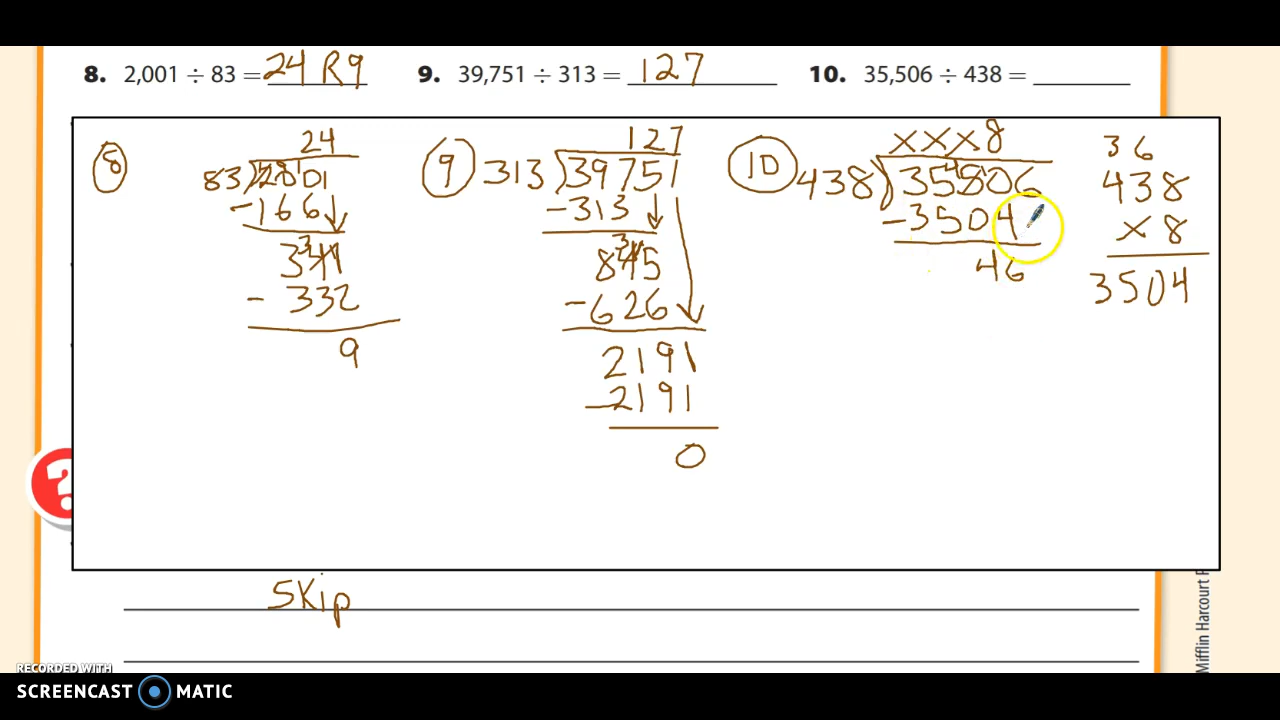 8. 2,001 ÷ 83 = 24 R9 9. 39,751 ÷ 313 = 127 10. 35,506 ÷ 438 =
24 127 XXX8 36
8 83 2001 9 313 39751 10 438 35506 438
-166 -313 -3504 × 8
341 845 46 3504
- 332 -626
9 2191
-2191
0
?
Skip
Mifflin Harcourt
RECORDED WITH
SCREENCAST MATIC